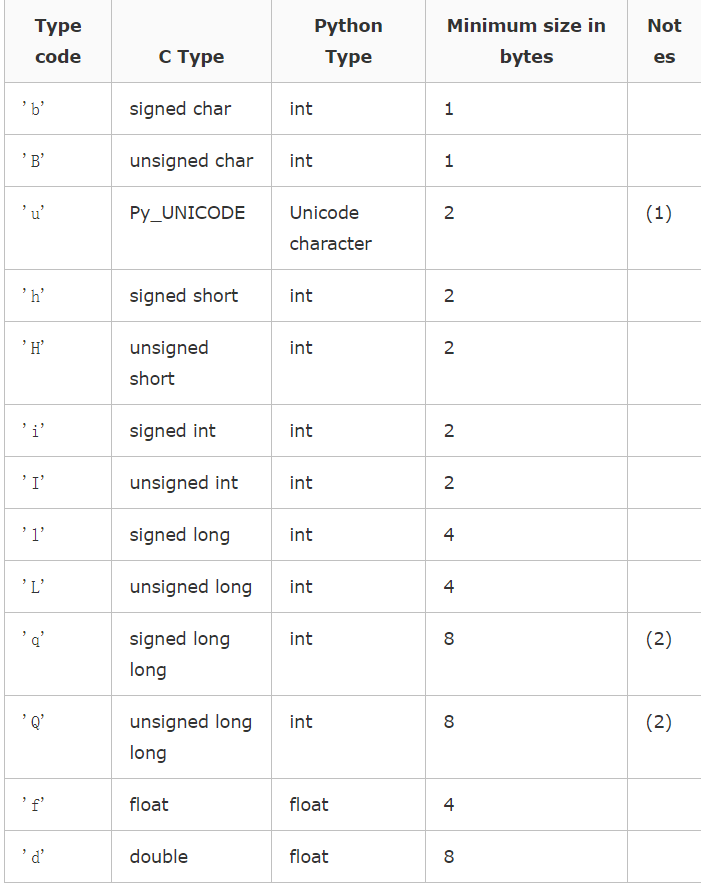 Type code C Type Python Type Minimum size in bytes Notes
’b’ signed char int 1
’B’ unsigned char int 1
’u’ Py_UNICODE Unicode character 2 (1)
’h’ signed short int 2
’H’ unsigned short int 2
’i’ signed int int 2
’I’ unsigned int int 2
’l’ signed long int 4
’L’ unsigned long int 4
’q’ signed long long int 8 (2)
’Q’ unsigned long long int 8 (2)
’f’ float float 4
’d’ double float 8